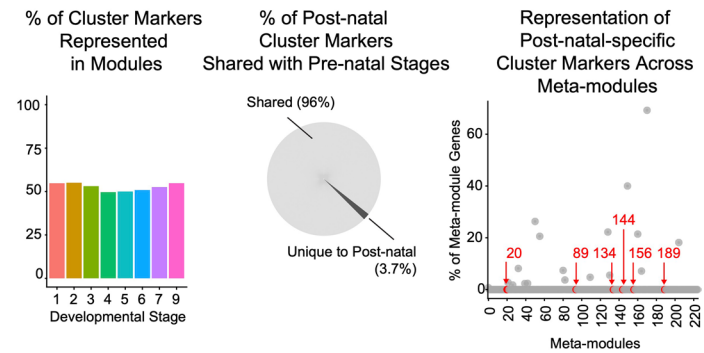 % of Cluster Markers
Represented
in Modules
100
75
50
25
0
1 2 3 4 5 6 7 9
Developmental Stage
% of Post-natal
Cluster Markers
Shared with Pre-natal Stages
Shared (96%)
Unique to Post-natal
(3.7%)
Representation of
Post-natal-specific
Cluster Markers Across
Meta-modules
% of Meta-module Genes
60
40
20
0
144
20 89 134 156 189
0 20 40 60 80 100 120 140 160 180 200 220
Meta-modules